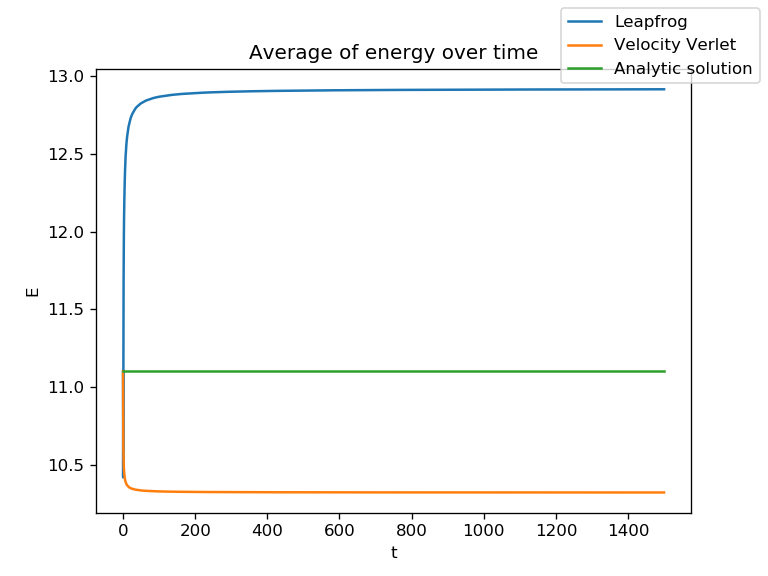 Leapfrog
Velocity Verlet
Analytic solution
Average of energy over time
13.0
12.5
12.0
11.5
11.0
10.5
E
0 200 400 600 800 1000 1200 1400
t